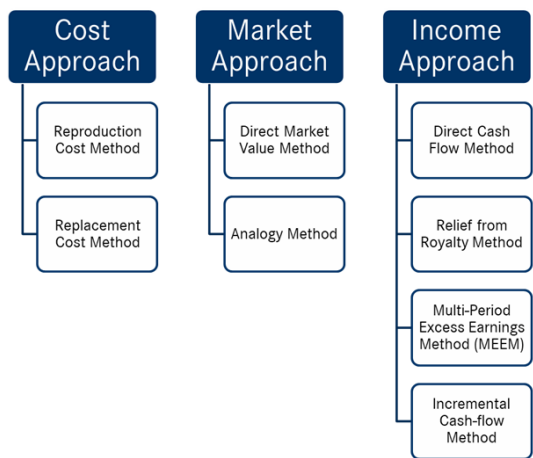 Cost
Approach
Reproduction
Cost Method
Replacement
Cost Method
Market
Approach
Direct Market
Value Method
Analogy Method
Income
Approach
Direct Cash
Flow Method
Relief from
Royalty Method
Multi-Period
Excess Earnings
Method (MEEM)
Incremental
Cash-flow
Method